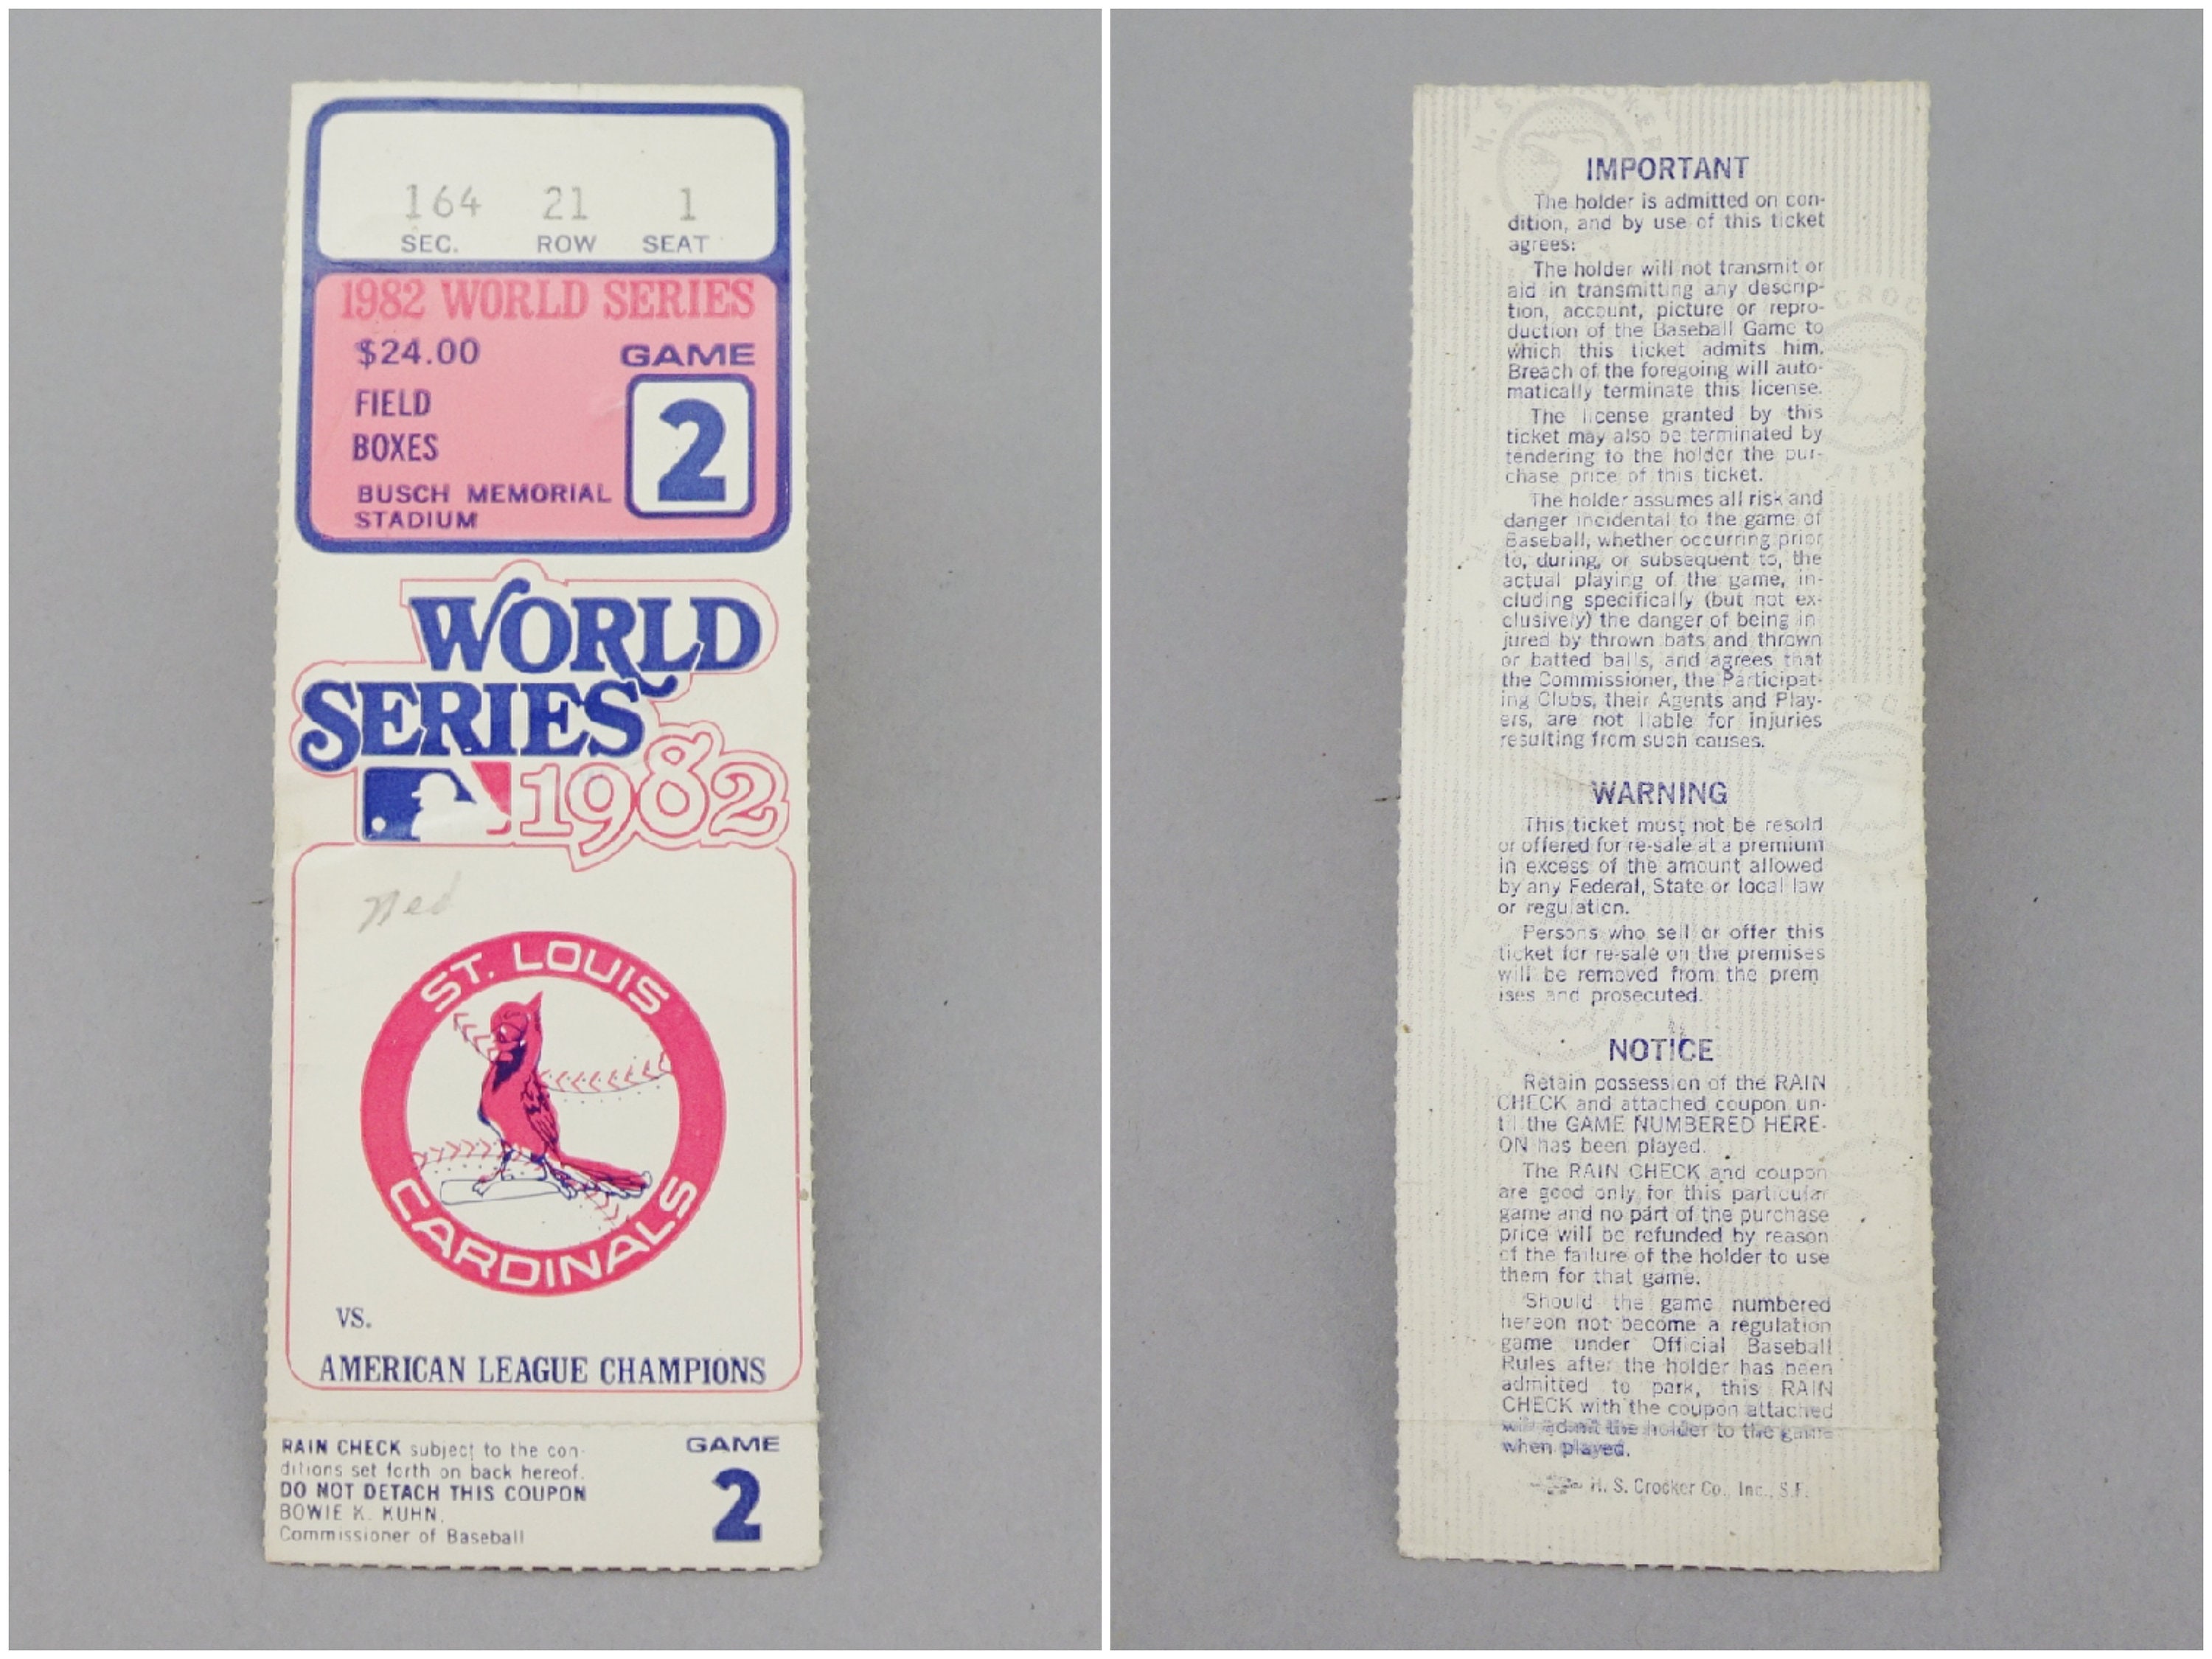 164 21 1
SEC. ROW SEAT
1982 WORLD SERIES
$24.00
GAME
2
FIELD
BOXES
BUSCH MEMORIAL
STADIUM
WORLD
SERIES
1982
Ned
ST. LOUIS
CARDINALS
VS.
AMERICAN LEAGUE CHAMPIONS
RAIN CHECK subject to the con-
ditions set forth on back hereof.
DO NOT DETACH THIS COUPON
BOWIE K. KUHN,
Commissioner of Baseball
GAME
2
IMPORTANT
The holder is admitted on con-
dition, and by use of this ticket
agrees:
The holder will not transmit or
aid in transmitting any descrip-
tion, account, picture or repro-
duction of the Baseball Game to
which this ticket admits him.
Breach of the foregoing will auto-
matically terminate this license.
The license granted by this
ticket may also be terminated by
tendering to the holder the pur-
chase price of this ticket.
The holder assumes all risk and
danger incidental to the game of
Baseball, whether occurring prior
to, during, or subsequent to, the
actual playing of the game, in-
cluding specifically (but not ex-
clusively) the danger of being in-
jured by thrown bats and thrown
or batted balls, and agrees that
the Commissioner, the Participat-
ing Clubs, their Agents and Play-
ers, are not liable for injuries
resulting from such causes.
WARNING
This ticket must not be resold
or offered for re-sale at a premium
in excess of the amount allowed
by any Federal, State or local law
or regulation.
Persons who sell or offer this
ticket for re-sale on the premises
will be removed from the prem
ises and prosecuted.
NOTICE
Retain possession of the RAIN
CHECK and attached coupon un-
til the GAME NUMBERED HERE-
ON has been played.
The RAIN CHECK and coupon
are good only for this particular
game and no part of the purchase
price will be refunded by reason
of the failure of the holder to use
them for that game.
Should the game numbered
hereon not become a regulation
game under Official Baseball
Rules after the holder has been
admitted to park, this RAIN
CHECK with the coupon attached
will admit the holder to the game
when played.
H. S. Crocker Co., Inc., S.F.